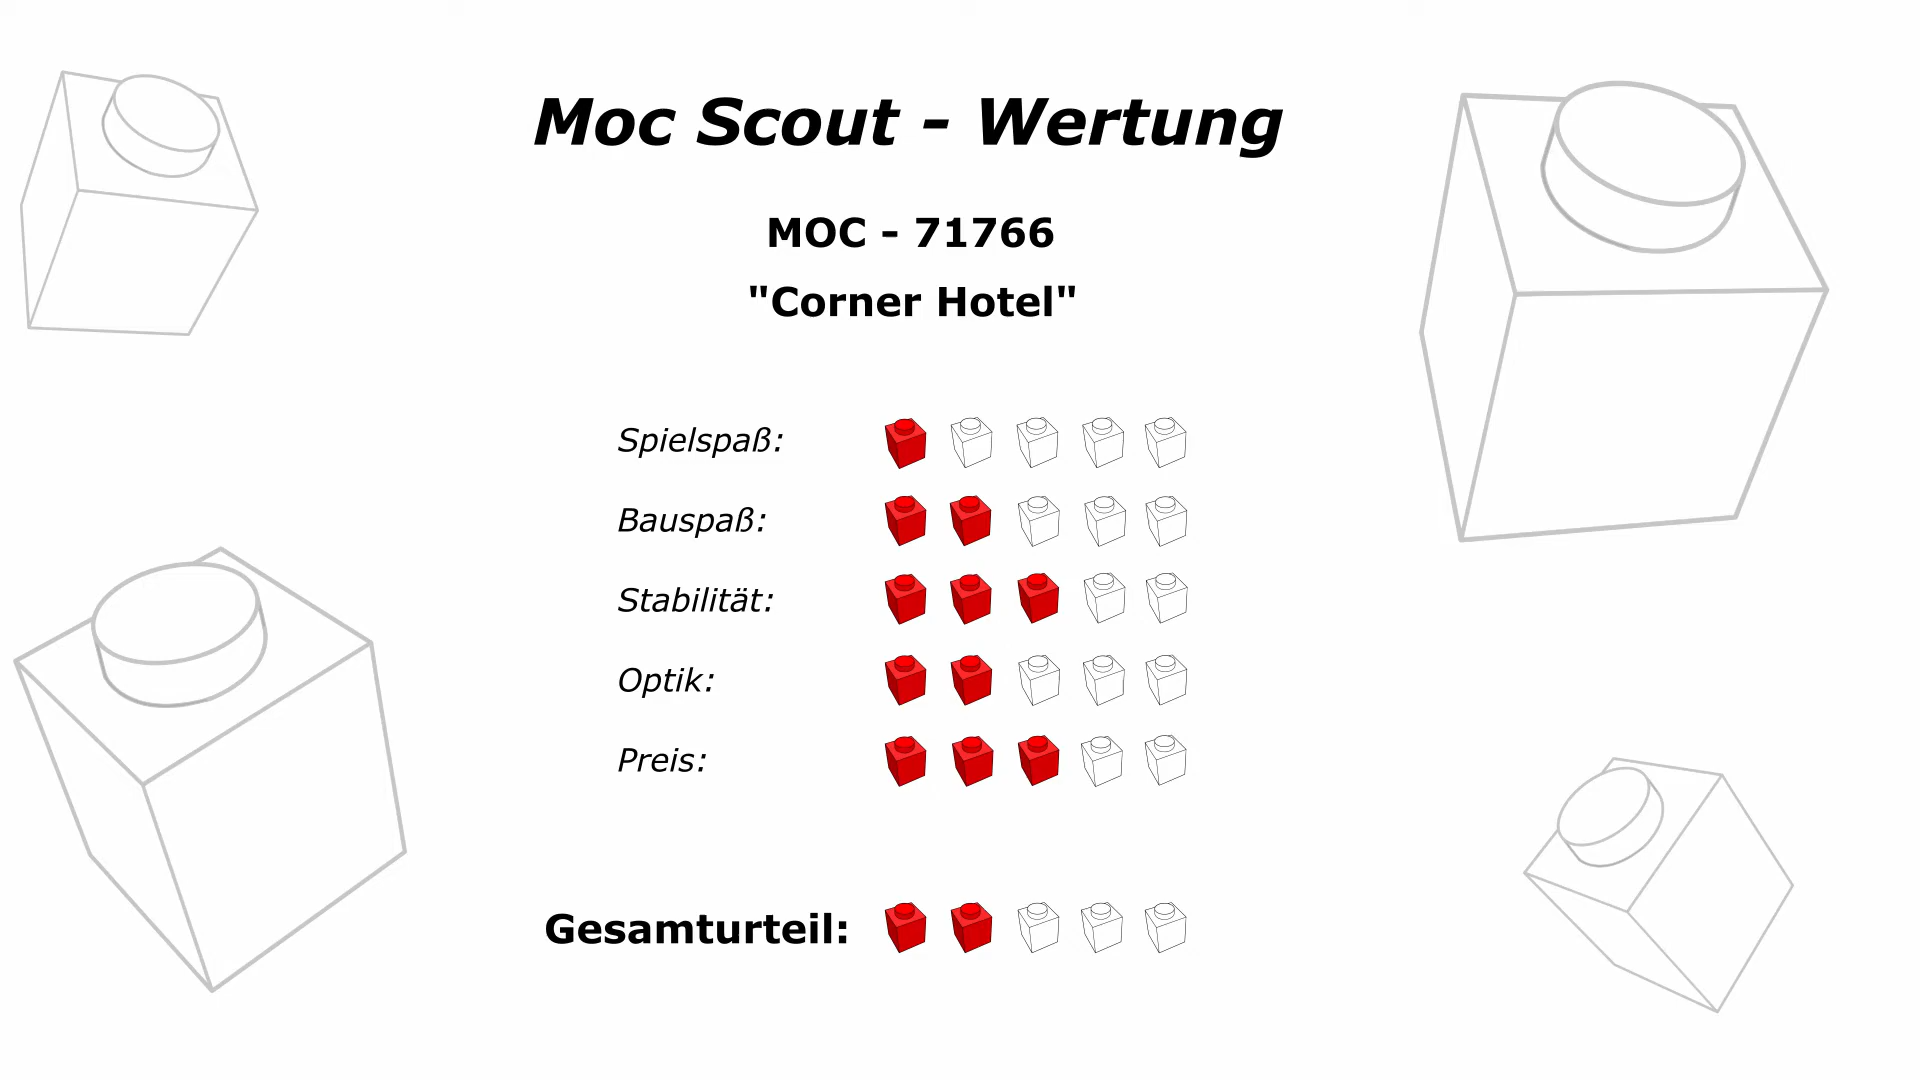 Moc Scout - Wertung
MOC - 71766
"Corner Hotel"
Spielspaß:
Bauspaß:
Stabilität:
Optik:
Preis:
Gesamturteil: